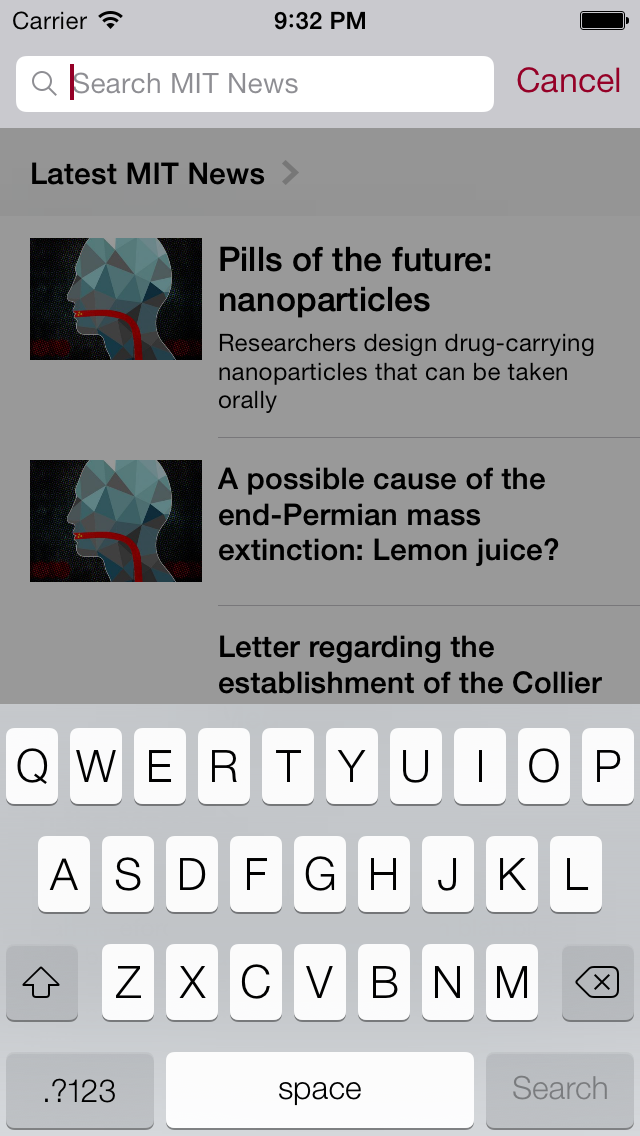 Carrier 9:32 PM
Search MIT News Cancel
Latest MIT News
Pills of the future:
nanoparticles
Researchers design drug-carrying
nanoparticles that can be taken
orally
A possible cause of the
end-Permian mass
extinction: Lemon juice?
Letter regarding the
establishment of the Collier
Q W E R T Y U I O P
A S D F G H J K L
Z X C V B N M
.?123 space Search